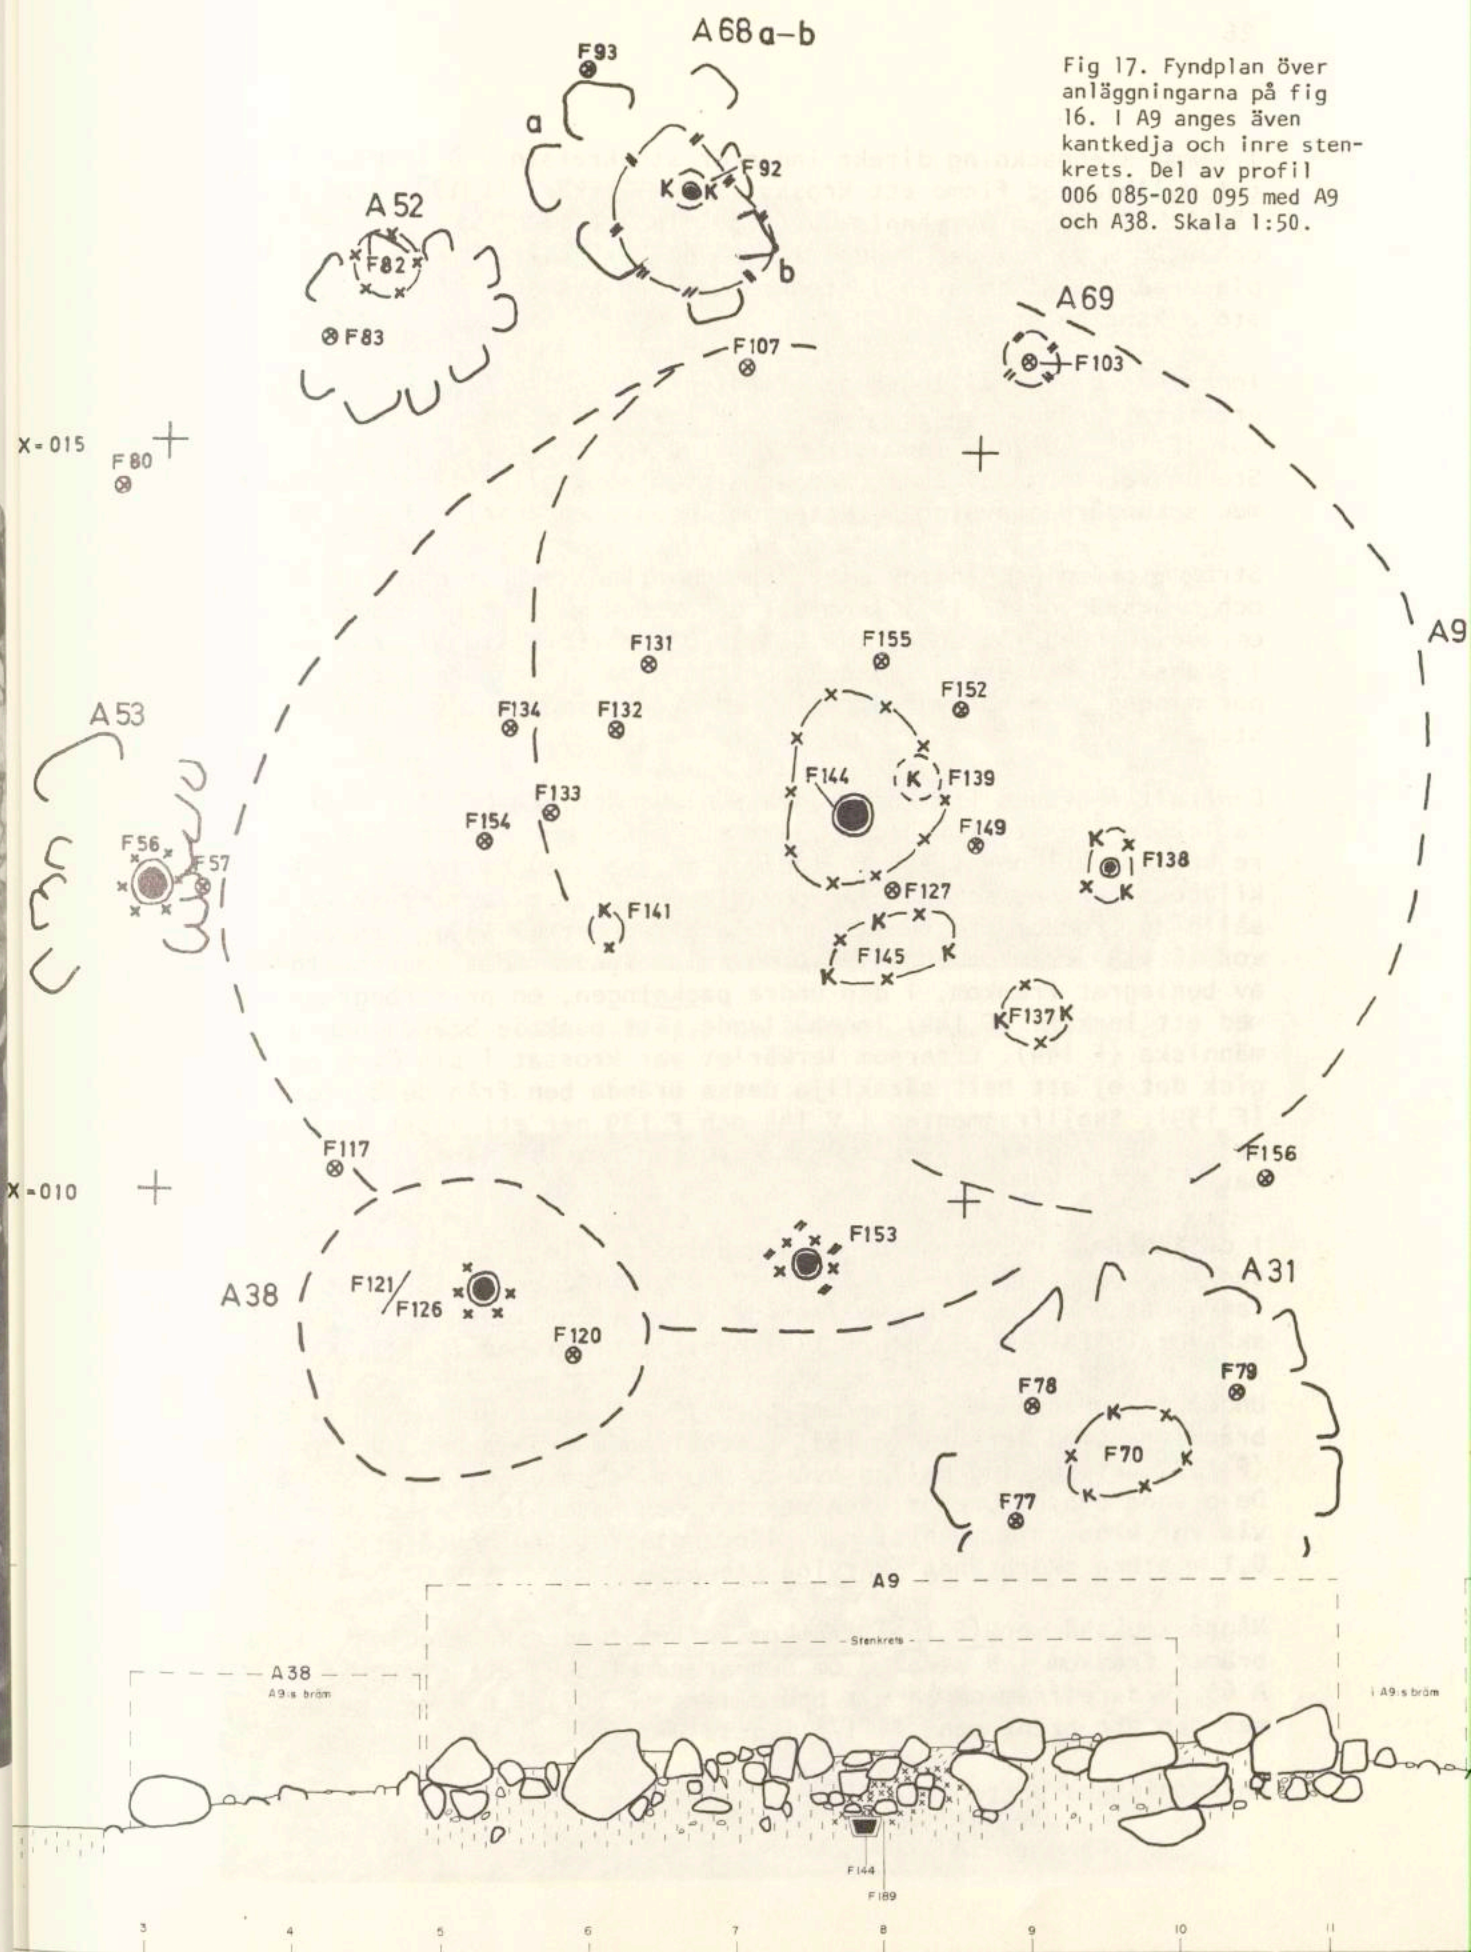 A68 a-b
F93
Fig 17. Fyndplan över
anläggningarna på fig
16. I A9 anges även
kantkedja och inre sten-
krets. Del av profil
006 085-020 095 med A9
och A38. Skala 1:50.
a
F92
K K
A52
F82
b
F83
A69
F107
F103
X=015
F80
A9
F131
F155
F152
A53
F134
F132
F144
K
F139
F133
F154
F149
F56
F57
K
F138
K
K
F141
F127
K
F145
K
K
K F137 K
F117
F156
X=010
F153
A38
F121/
F126
A31
F120
F78
F79
K
F70
K
F77
A9
Stenkrets
A38
A9:s bräm
A9:s bräm
F144
F189
3 4 5 6 7 8 9 10 11